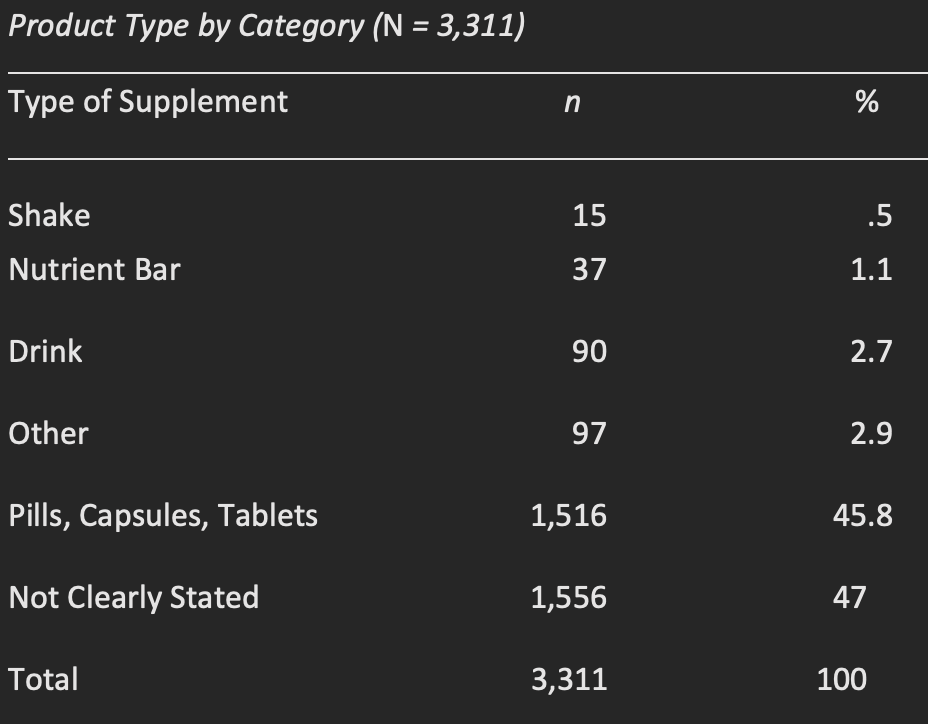 Product Type by Category (N = 3,311)
Type of Supplement n %
Shake 15 .5
Nutrient Bar 37 1.1
Drink 90 2.7
Other 97 2.9
Pills, Capsules, Tablets 1,516 45.8
Not Clearly Stated 1,556 47
Total 3,311 100